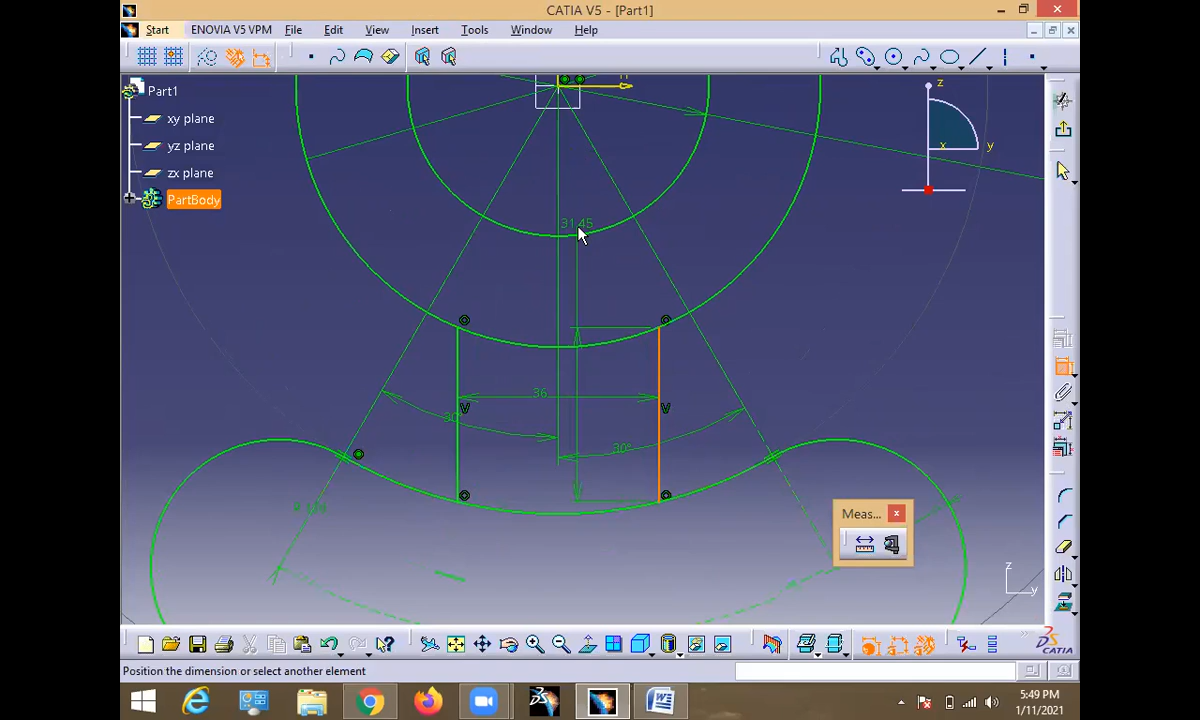 CATIA V5 - [Part1]
Start ENOVIA V5 VPM File Edit View Insert Tools Window Help
Part1
xy plane
yz plane
zx plane
PartBody
z
x
y
31.45
36
V
V
30°
Meas...
z
y
CATIA
Position the dimension or select another element
5:49 PM
1/11/2021